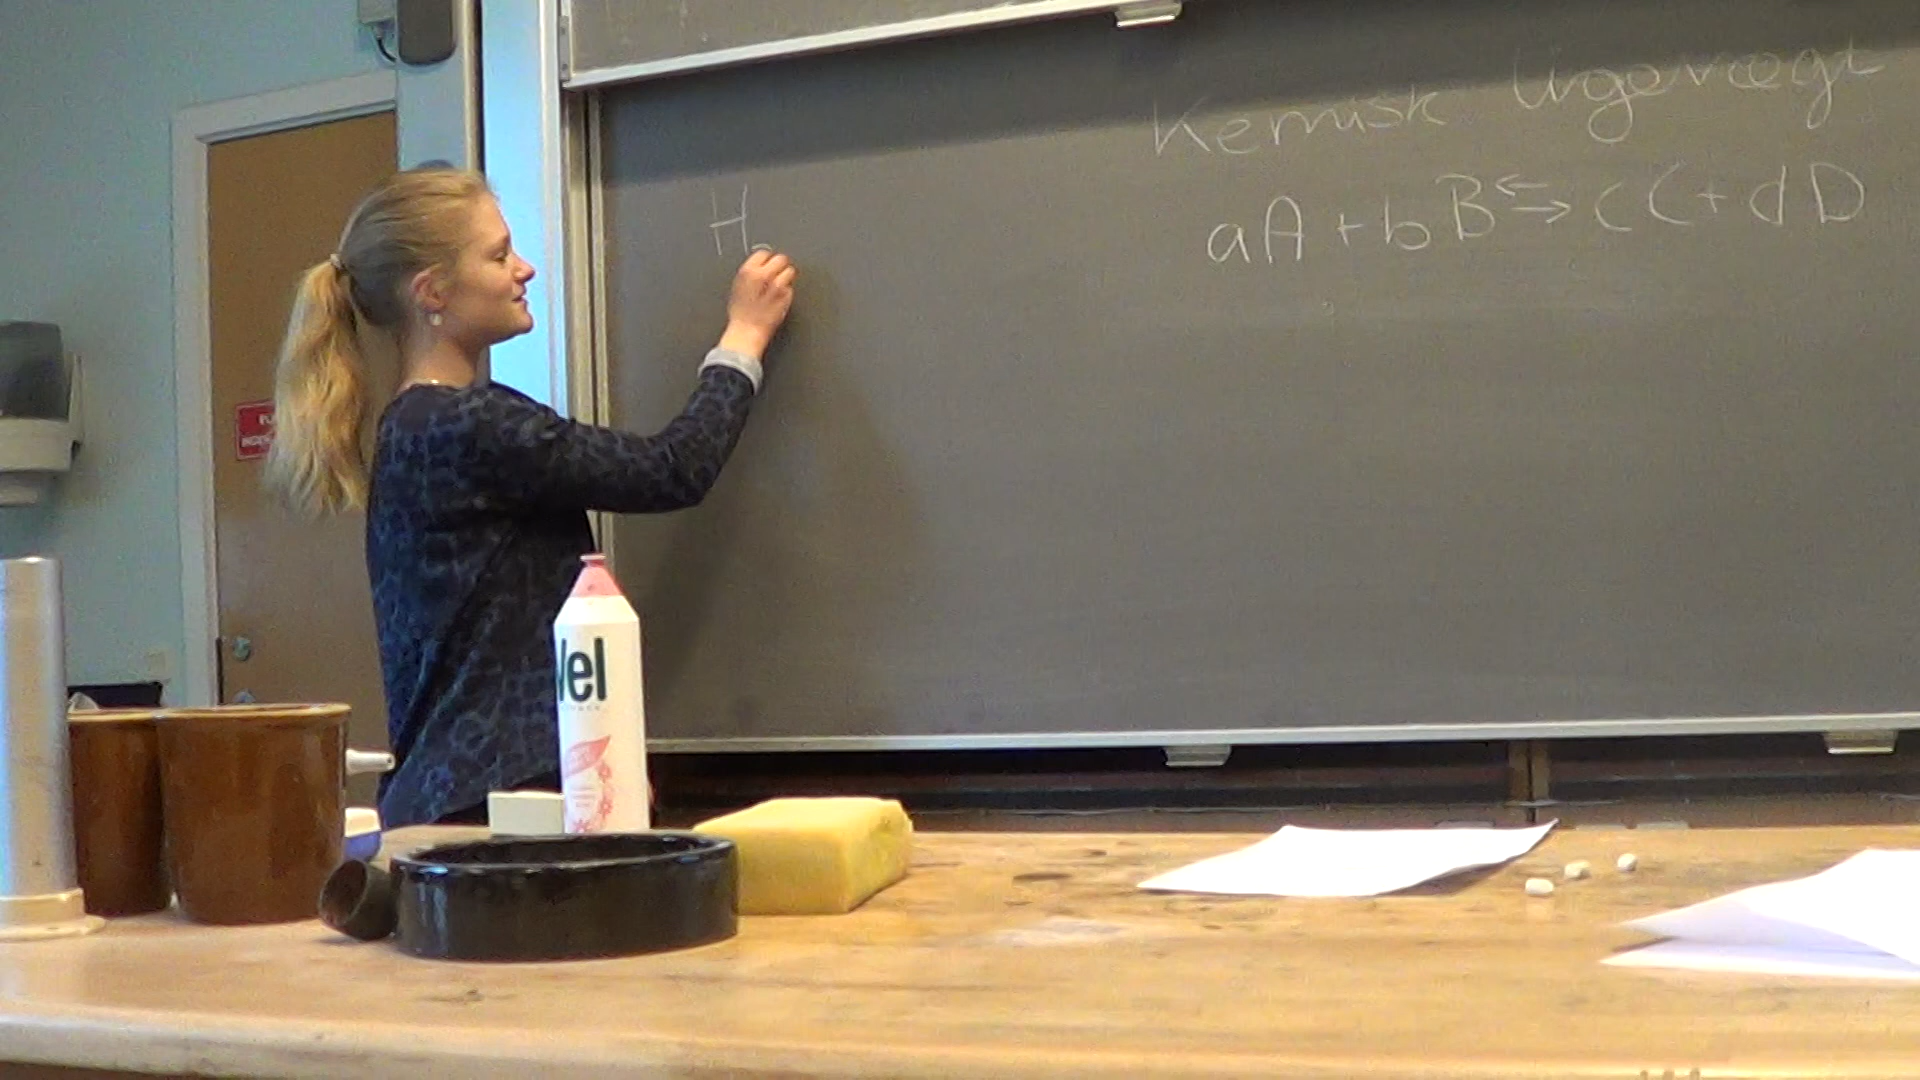 Kemisk ligevægt
aA + bB ⇄ cC + dD
H
Vel